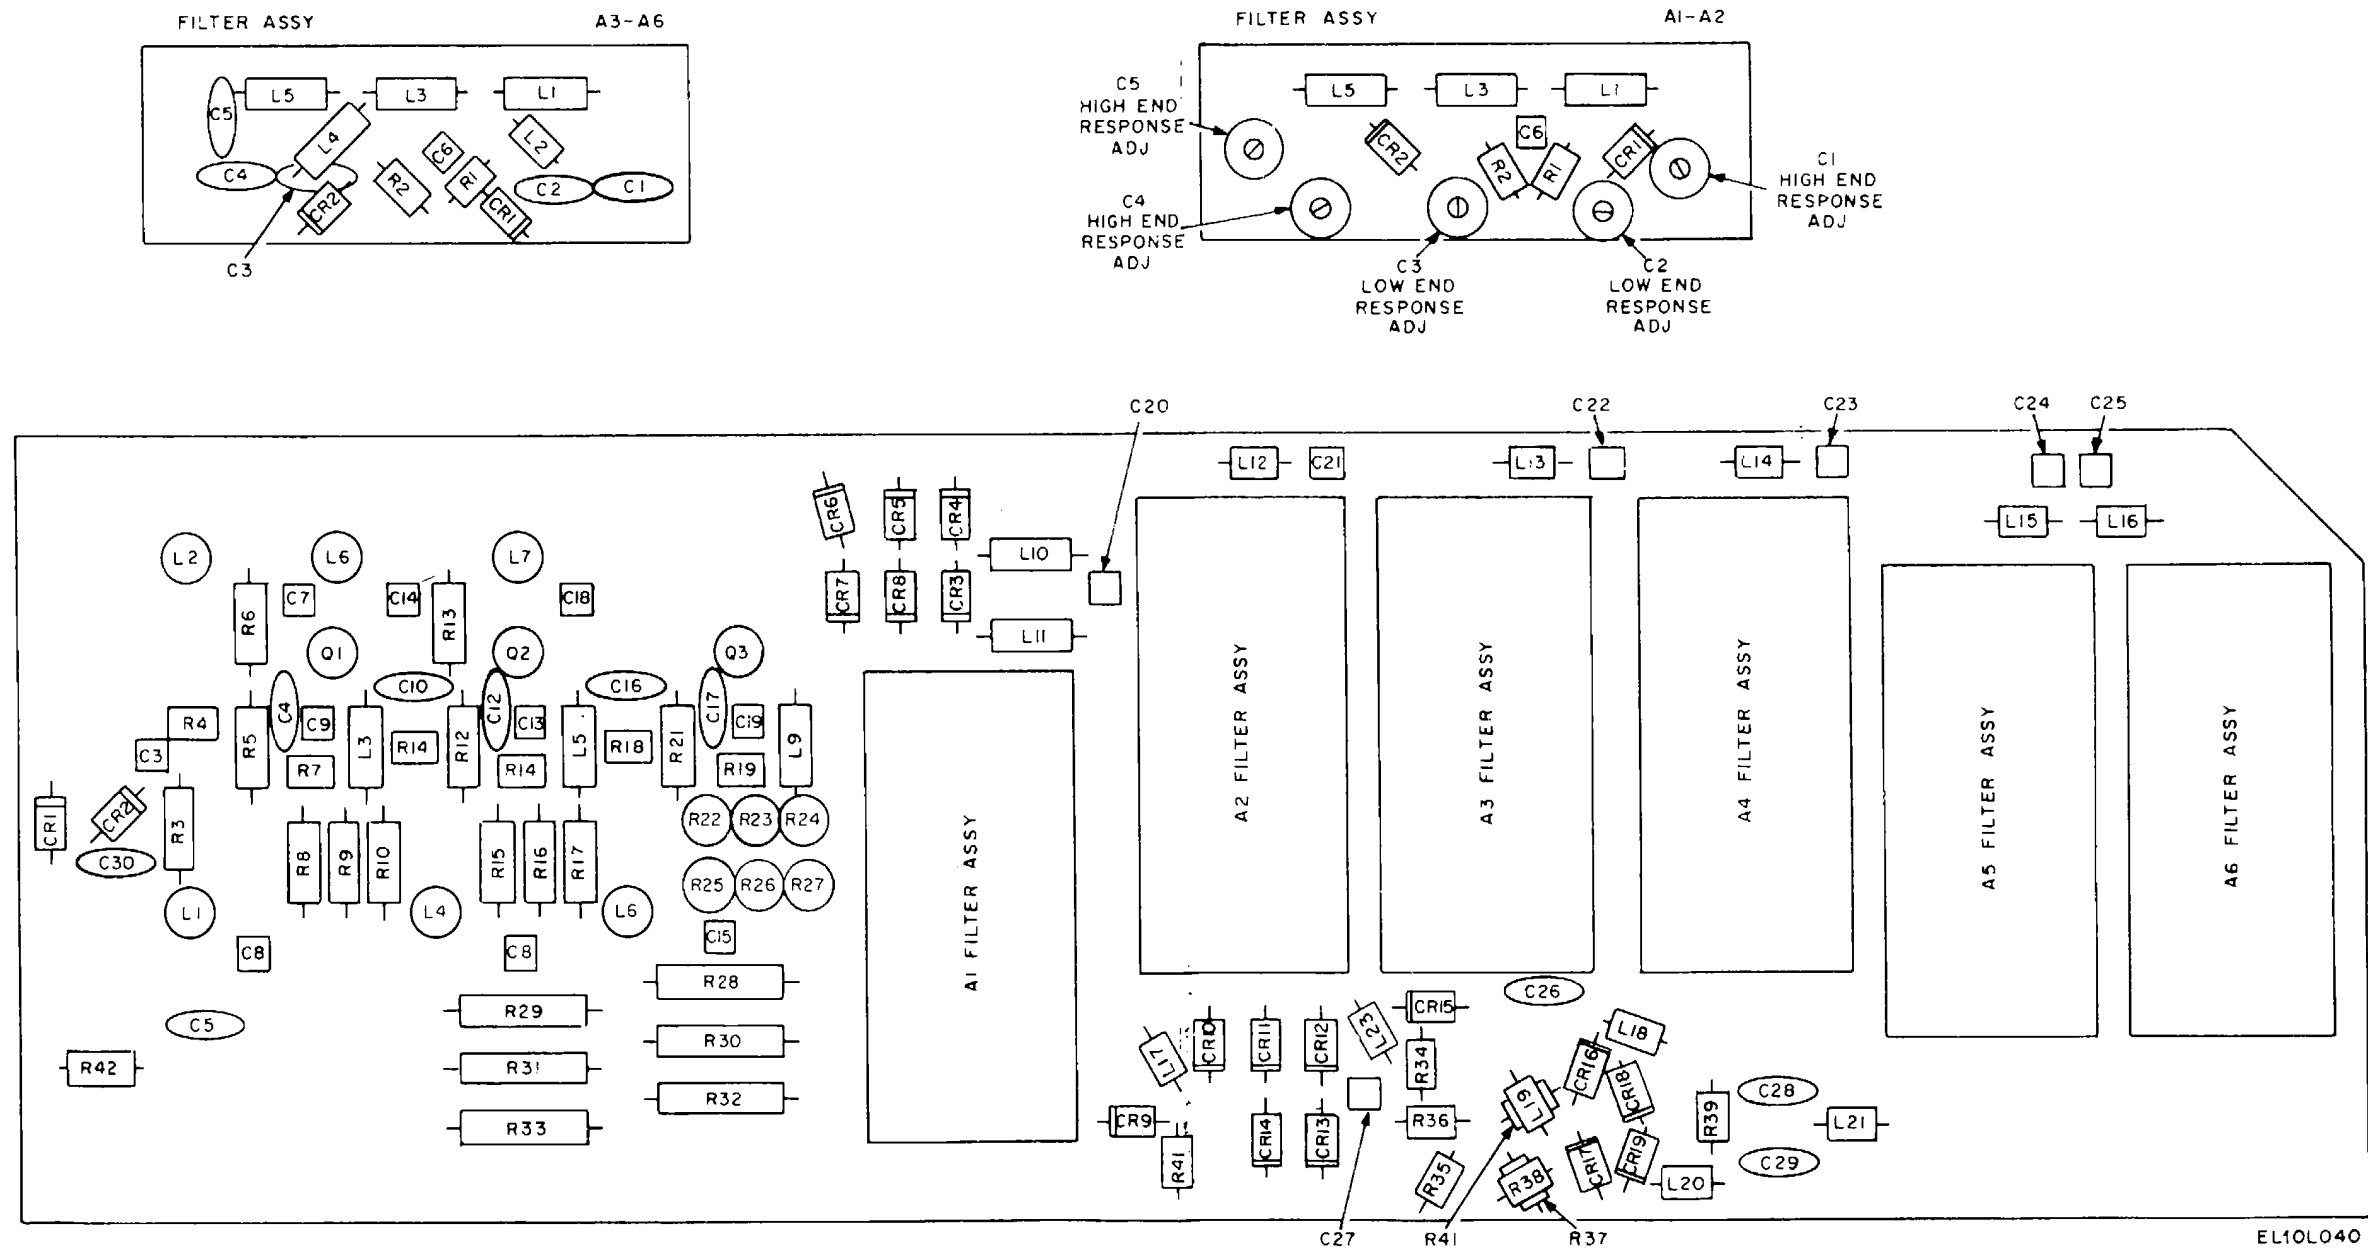 FILTER ASSY A3-A6
L5 L3 L1
C5
L4
C6
L2
C4
R2
R1
C2
C1
CR2
CR1
C3
FILTER ASSY A1-A2
C5
HIGH END
RESPONSE
ADJ
L5 L3 L1
CR2
C6
R2
R1
CR1
C4
HIGH END
RESPONSE
ADJ
C1
HIGH END
RESPONSE
ADJ
C3
LOW END
RESPONSE
ADJ
C2
LOW END
RESPONSE
ADJ
C20
C22
C23
C24
C25
L12
C21
L13
L14
CR6
CR5
CR4
L15
L16
L2
L6
L7
L10
C7
C14
C18
CR7
CR8
CR3
R6
R13
L11
Q1
Q2
Q3
C10
C16
R4
R5
C4
C9
L3
R14
R12
C12
C13
L5
R18
R21
C17
C19
L9
C3
R7
R14
R19
CR1
CR2
R3
C30
R22
R23
R24
R8
R9
R10
R15
R16
R17
R25
R26
R27
L1
L4
L6
C8
C8
C15
R28
R29
C5
R30
R42
R31
R32
R33
A1 FILTER ASSY
A2 FILTER ASSY
A3 FILTER ASSY
A4 FILTER ASSY
A5 FILTER ASSY
A6 FILTER ASSY
C26
CR15
L17
CR10
CR11
CR12
L23
R34
L18
CR16
CR18
L19
C28
R39
CR9
R41
CR14
CR13
R36
L21
R35
R38
CR17
CR19
C29
L20
C27
R41
R37
EL10L040